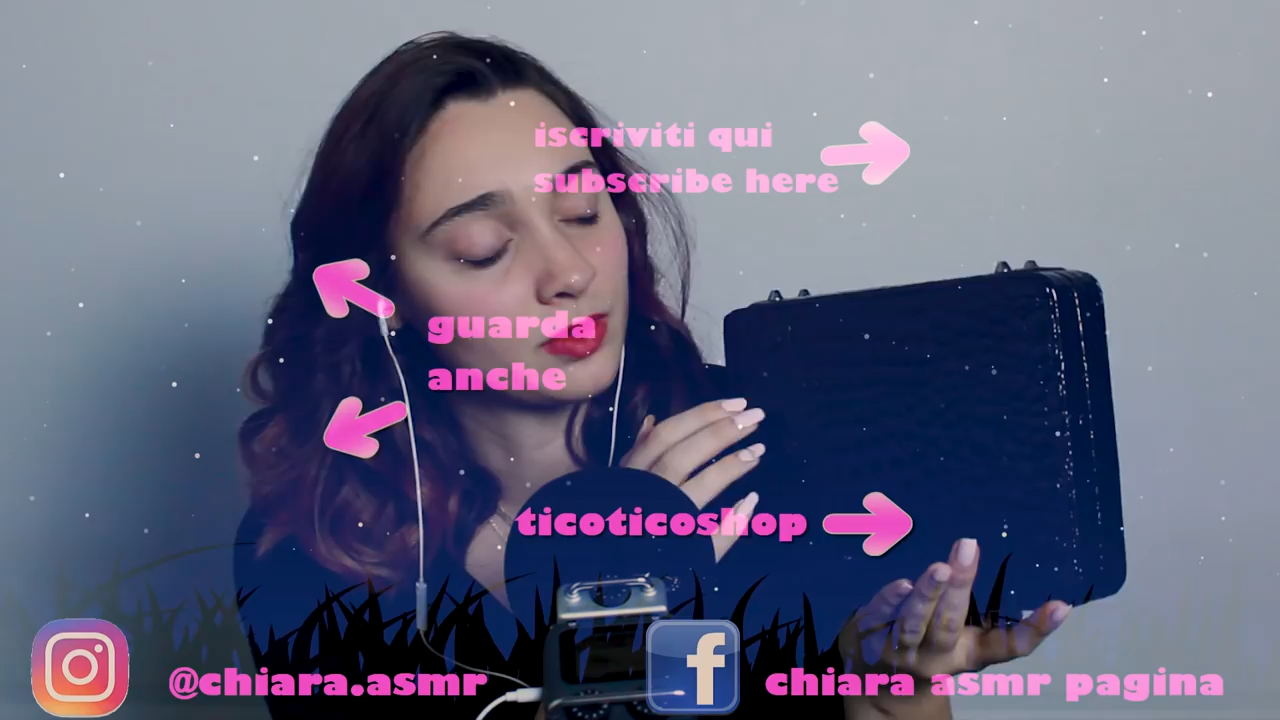 iscriviti qui
subscribe here
guarda
anche
ticoticoshop
@chiara.asmr
f
chiara asmr pagina